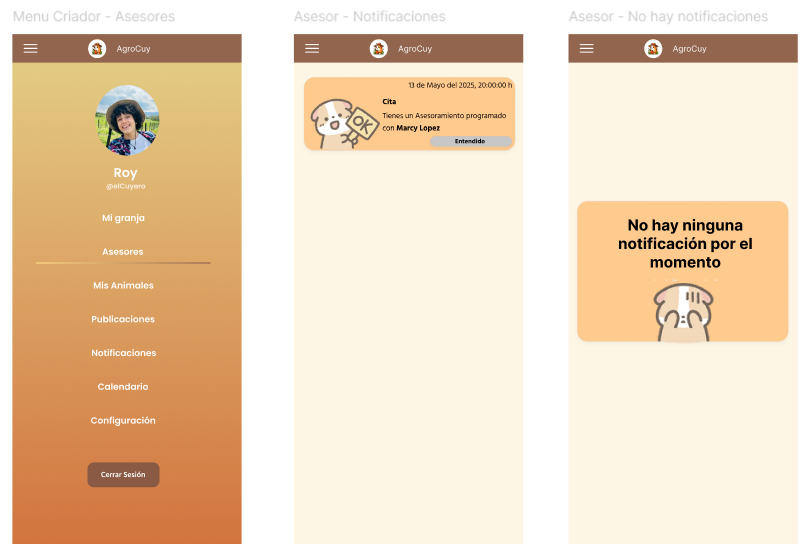 Menu Criador - Asesores
AgroCuy
Roy
@elCuyero
Mi granja
Asesores
Mis Animales
Publicaciones
Notificaciones
Calendario
Configuración
Cerrar Sesión
Asesor - Notificaciones
AgroCuy
13 de Mayo del 2025, 20:00:00 h
Cita
Tienes un Asesoramiento programado
con Marcy Lopez
OK
Entendido
Asesor - No hay notificaciones
AgroCuy
No hay ninguna
notificación por el
momento